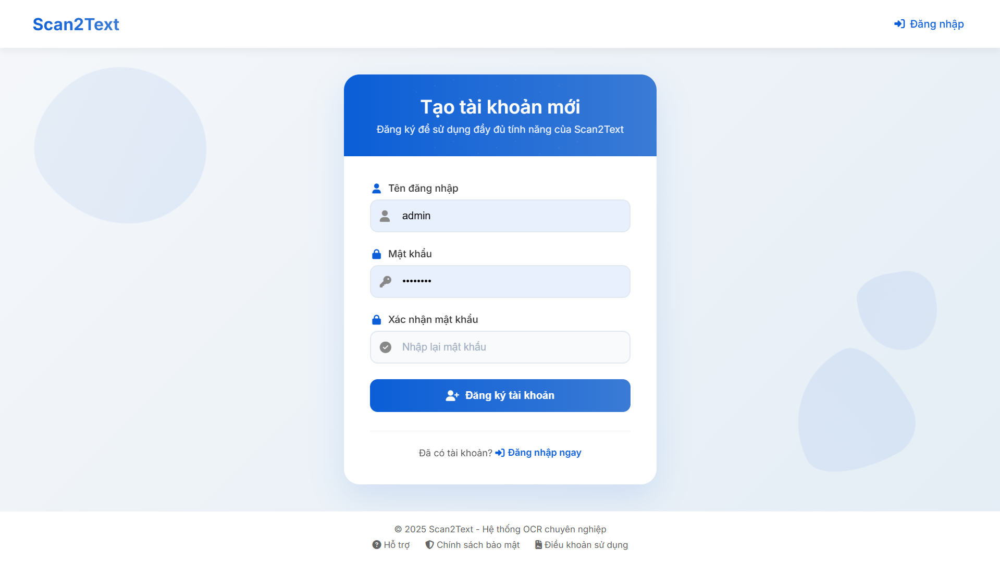 Scan2Text
Đăng nhập
Tạo tài khoản mới
Đăng ký để sử dụng đầy đủ tính năng của Scan2Text
Tên đăng nhập
admin
Mật khẩu
••••••••
Xác nhận mật khẩu
Nhập lại mật khẩu
Đăng ký tài khoản
Đã có tài khoản? Đăng nhập ngay
© 2025 Scan2Text - Hệ thống OCR chuyên nghiệp
Hỗ trợ Chính sách bảo mật Điều khoản sử dụng